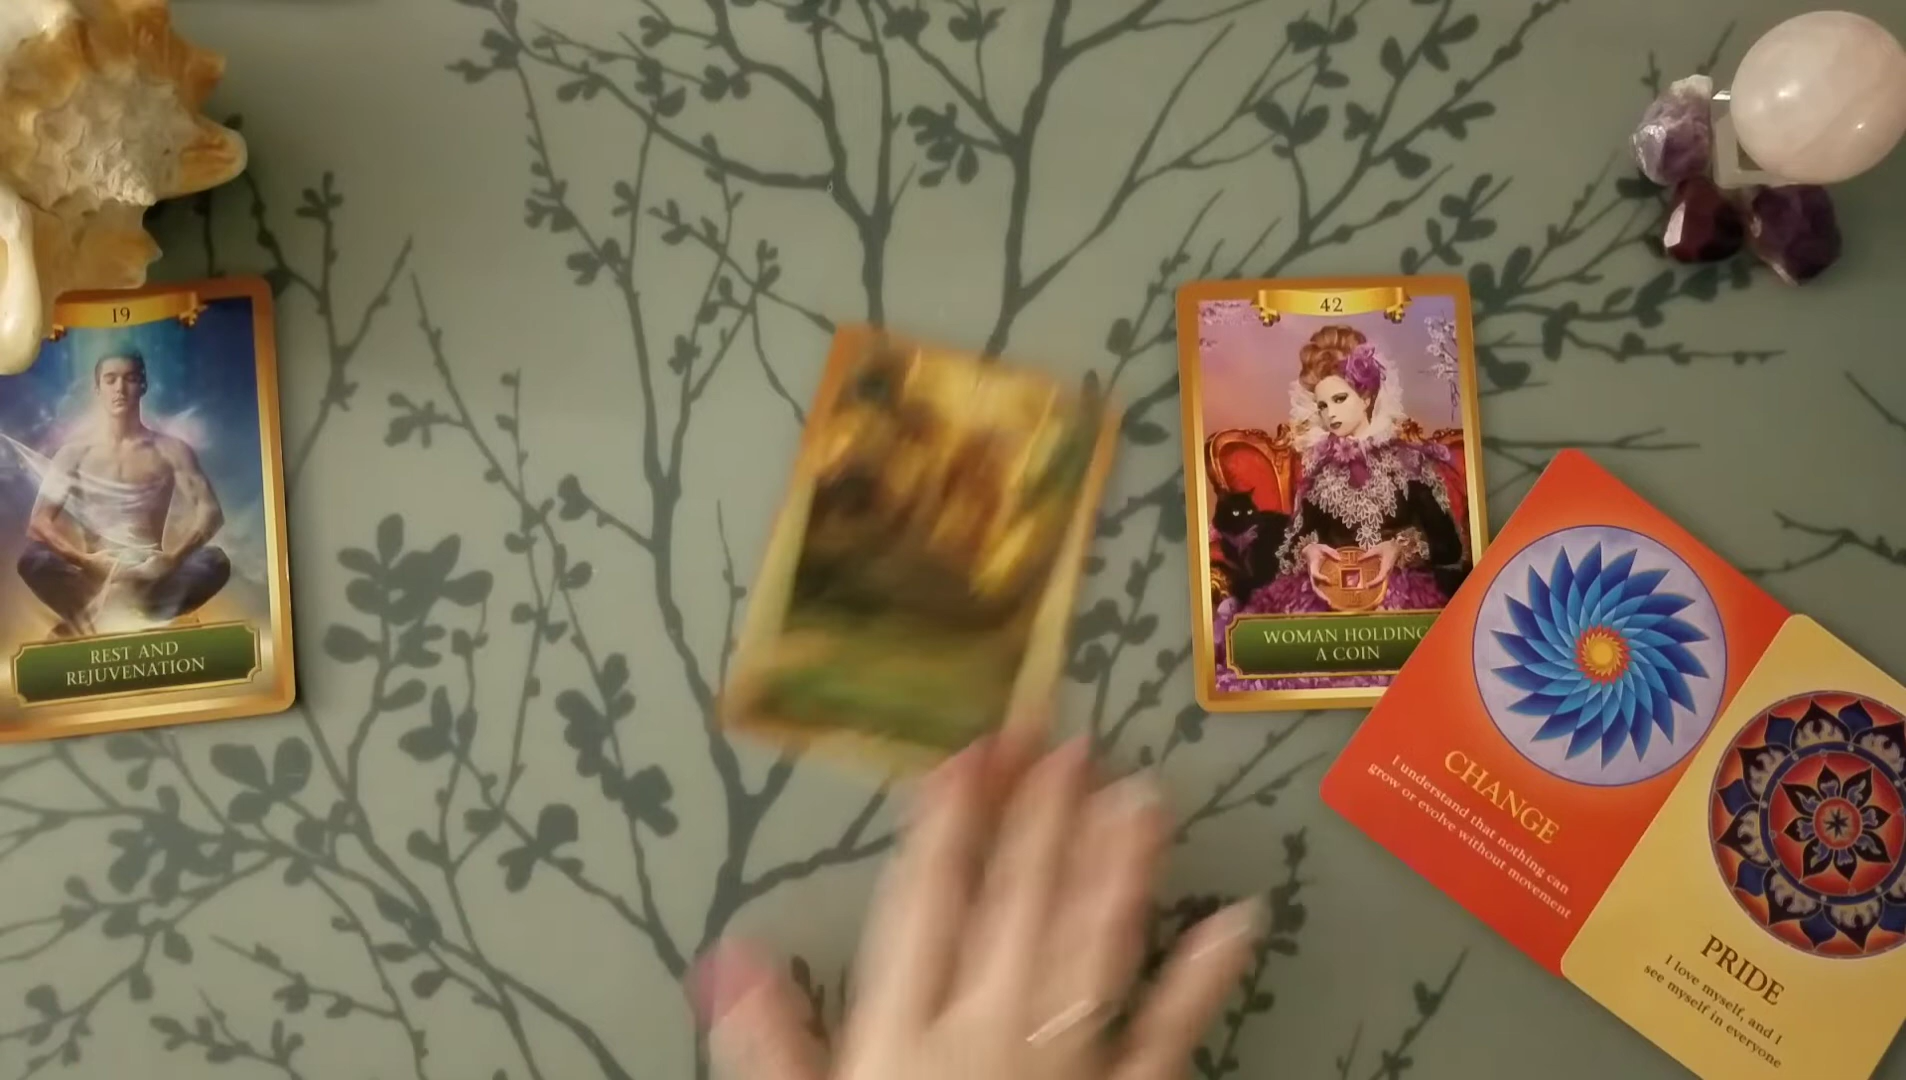 19
REST AND
REJUVENATION
42
WOMAN HOLDING
A COIN
CHANGE
I understand that nothing can
grow or evolve without movement
PRIDE
I love myself, and I
see myself in everyone